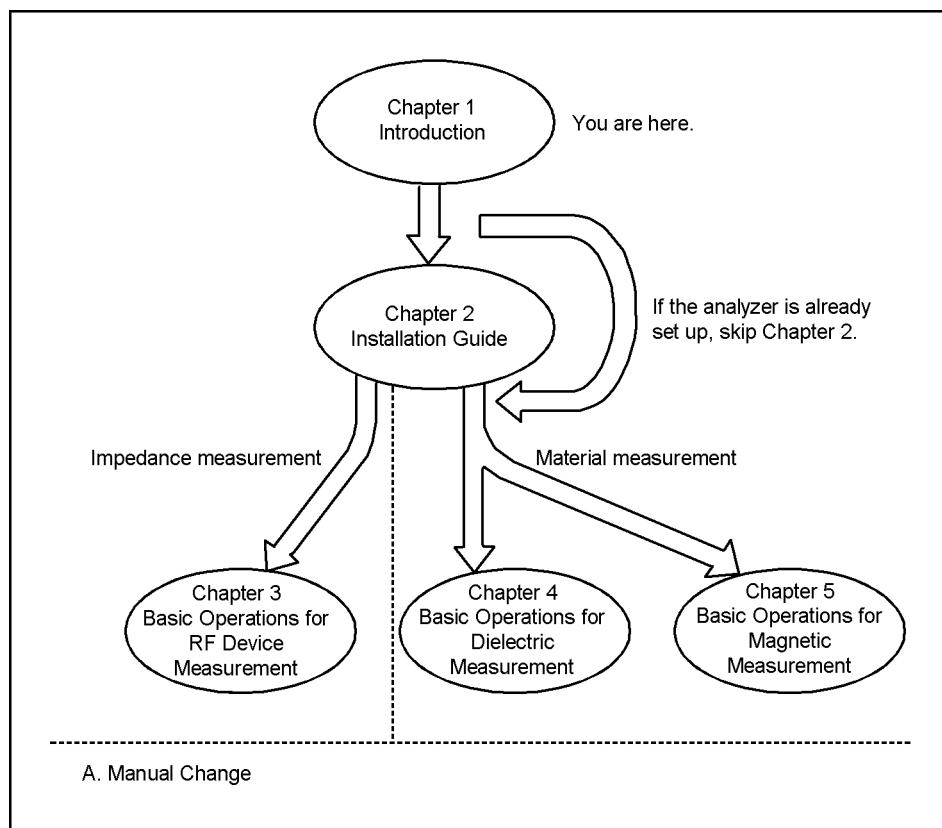 Chapter 1
Introduction
You are here.
If the analyzer is already
set up, skip Chapter 2.
Chapter 2
Installation Guide
Impedance measurement
Material measurement
Chapter 3
Basic Operations for
RF Device
Measurement
Chapter 4
Basic Operations for
Dielectric
Measurement
Chapter 5
Basic Operations for
Magnetic
Measurement
A. Manual Change